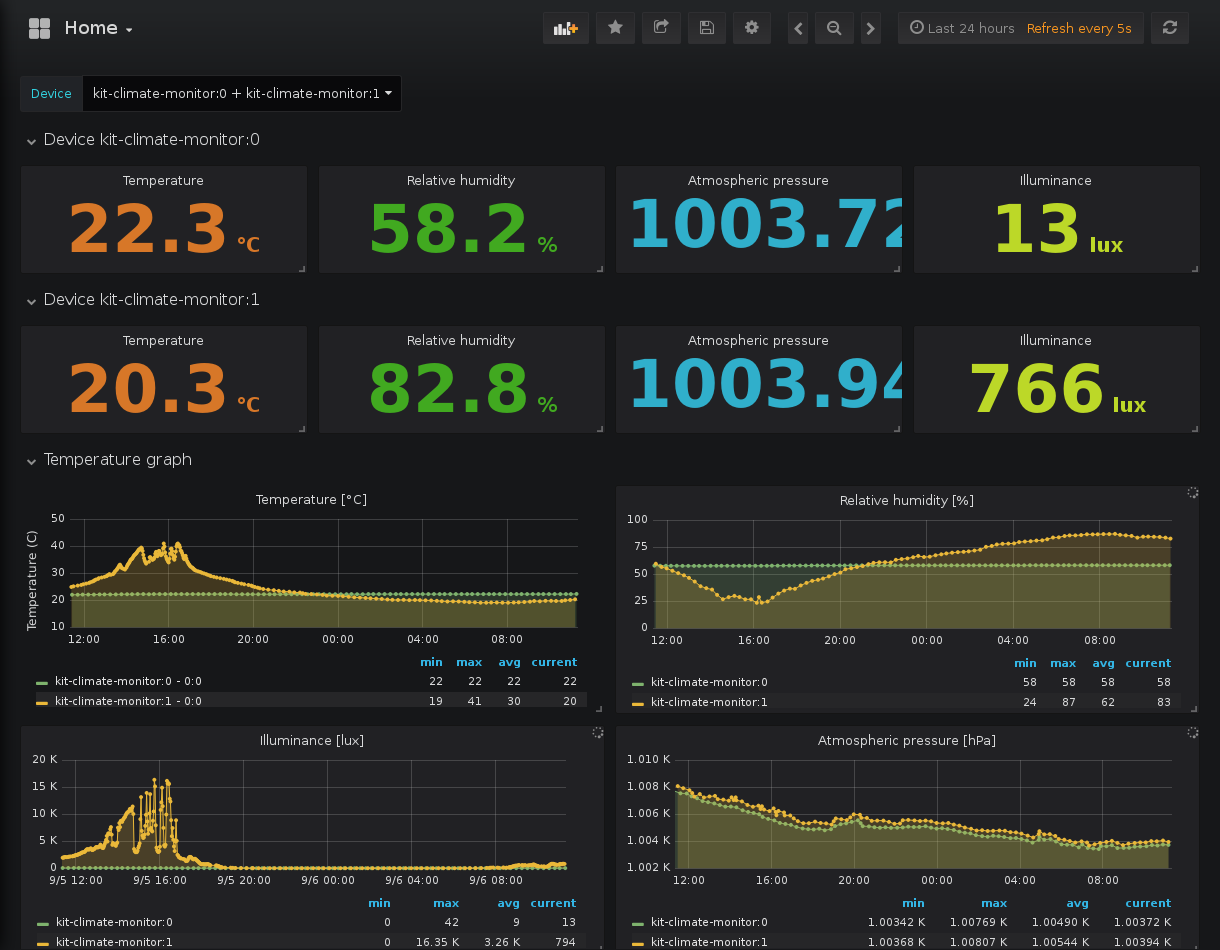 Home
Last 24 hours Refresh every 5s
Device kit-climate-monitor:0 + kit-climate-monitor:1
Device kit-climate-monitor:0
Temperature Relative humidity Atmospheric pressure Illuminance
22.3 °C 58.2 % 1003.72 13 lux
Device kit-climate-monitor:1
Temperature Relative humidity Atmospheric pressure Illuminance
20.3 °C 82.8 % 1003.94 766 lux
Temperature graph
Temperature [°C]
Temperature (C)
50
40
30
20
10
12:00 16:00 20:00 00:00 04:00 08:00
min max avg current
kit-climate-monitor:0 - 0:0 22 22 22 22
kit-climate-monitor:1 - 0:0 19 41 30 20
Relative humidity [%]
100
75
50
25
0
12:00 16:00 20:00 00:00 04:00 08:00
min max avg current
kit-climate-monitor:0 58 58 58 58
kit-climate-monitor:1 24 87 62 83
Illuminance [lux]
20 K
15 K
10 K
5 K
0
9/5 12:00 9/5 16:00 9/5 20:00 9/6 00:00 9/6 04:00 9/6 08:00
min max avg current
kit-climate-monitor:0 0 42 9 13
kit-climate-monitor:1 0 16.35 K 3.26 K 794
Atmospheric pressure [hPa]
1.010 K
1.008 K
1.006 K
1.004 K
1.002 K
12:00 16:00 20:00 00:00 04:00 08:00
min max avg current
kit-climate-monitor:0 1.00342 K 1.00769 K 1.00490 K 1.00372 K
kit-climate-monitor:1 1.00368 K 1.00807 K 1.00544 K 1.00394 K